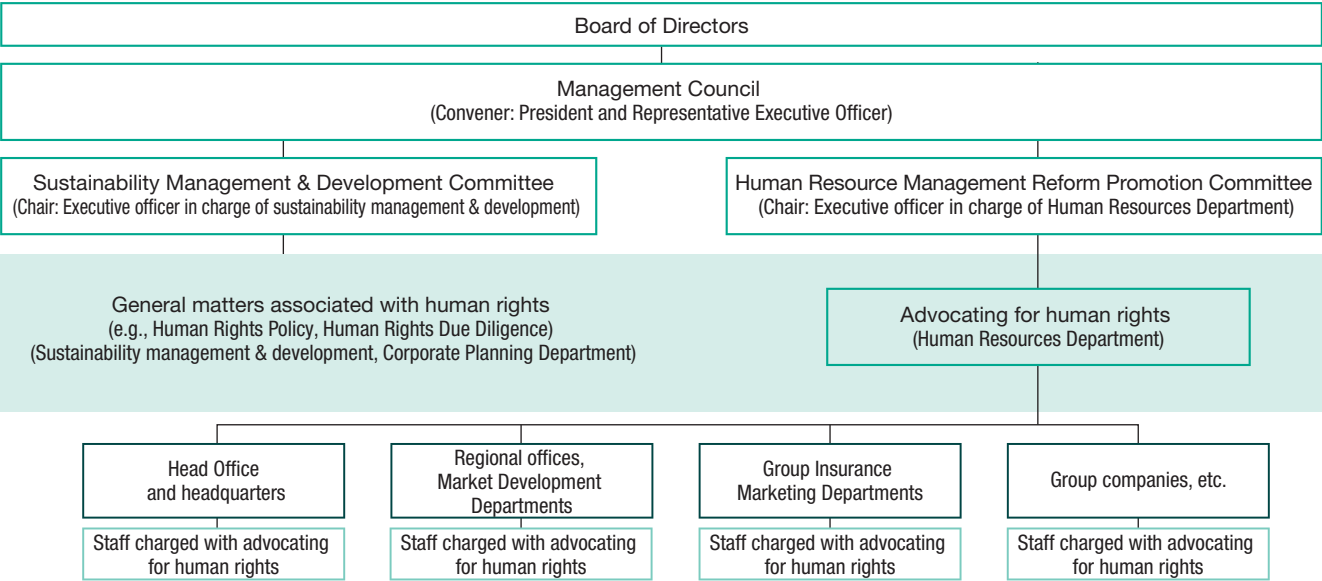 Board of Directors
Management Council
(Convener: President and Representative Executive Officer)
Sustainability Management & Development Committee
(Chair: Executive officer in charge of sustainability management & development)
Human Resource Management Reform Promotion Committee
(Chair: Executive officer in charge of Human Resources Department)
General matters associated with human rights
(e.g., Human Rights Policy, Human Rights Due Diligence)
(Sustainability management & development, Corporate Planning Department)
Advocating for human rights
(Human Resources Department)
Head Office
and headquarters
Regional offices,
Market Development
Departments
Group Insurance
Marketing Departments
Group companies, etc.
Staff charged with advocating
for human rights
Staff charged with advocating
for human rights
Staff charged with advocating
for human rights
Staff charged with advocating
for human rights